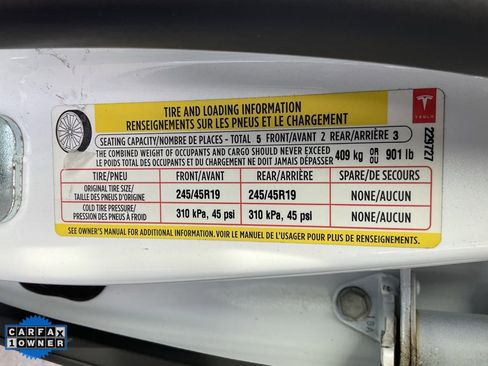 TIRE AND LOADING INFORMATION
RENSEIGNEMENTS SUR LES PNEUS ET LE CHARGEMENT
SEATING CAPACITY/NOMBRE DE PLACES - TOTAL 5 FRONT/AVANT 2 REAR/ARRIÈRE 3
THE COMBINED WEIGHT OF OCCUPANTS AND CARGO SHOULD NEVER EXCEED
LE POIDS TOTAL DES OCCUPANTS ET DU CHARGEMENT NE DOIT JAMAIS DÉPASSER 409 kg OR OU 901 lb
TIRE/PNEU FRONT/AVANT REAR/ARRIÈRE SPARE/DE SECOURS
ORIGINAL TIRE SIZE/
TAILLE DES PNEUS D'ORIGINE 245/45R19 245/45R19 NONE/AUCUN
COLD TIRE PRESSURE/
PRESSION DES PNEUS À FROID 310 kPa, 45 psi 310 kPa, 45 psi NONE/AUCUN
SEE OWNER'S MANUAL FOR ADDITIONAL INFORMATION. VOIR LE MANUEL DE L'USAGER POUR PLUS DE RENSEIGNEMENTS.
TESLA
229727
CARFAX
1 OWNER